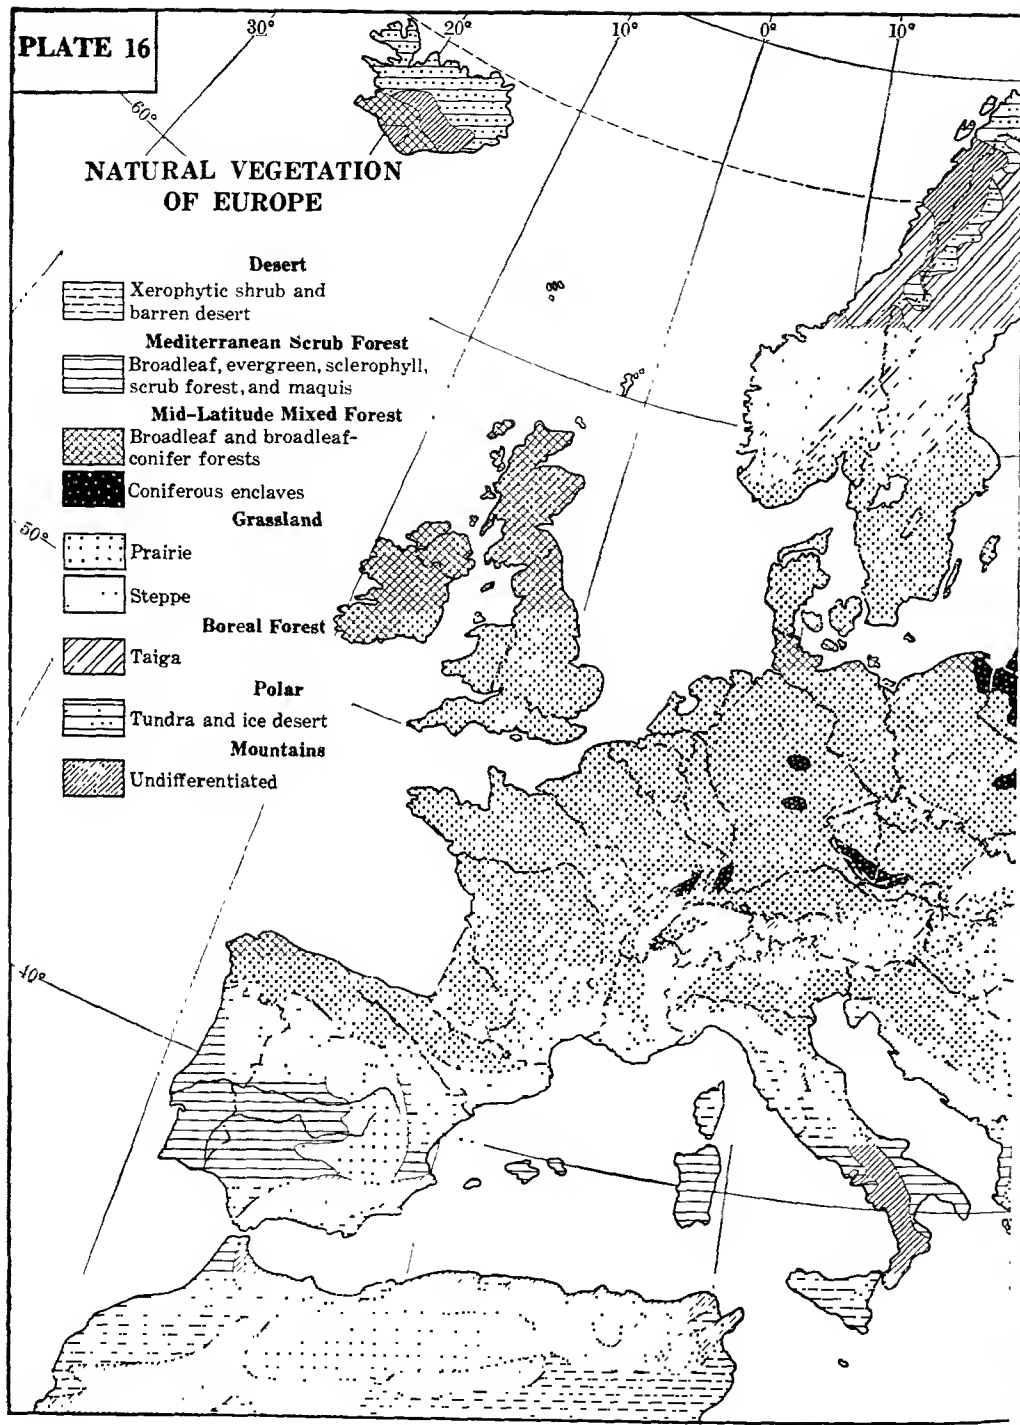 30° 20° 10° 0° 10°
PLATE 16
60°
NATURAL VEGETATION
OF EUROPE
Desert
Xerophytic shrub and
barren desert
Mediterranean Scrub Forest
Broadleaf, evergreen, sclerophyll,
scrub forest, and maquis
Mid-Latitude Mixed Forest
Broadleaf and broadleaf-
conifer forests
Coniferous enclaves
Grassland
50°
Prairie
Steppe
Boreal Forest
Taiga
Polar
Tundra and ice desert
Mountains
Undifferentiated
40°